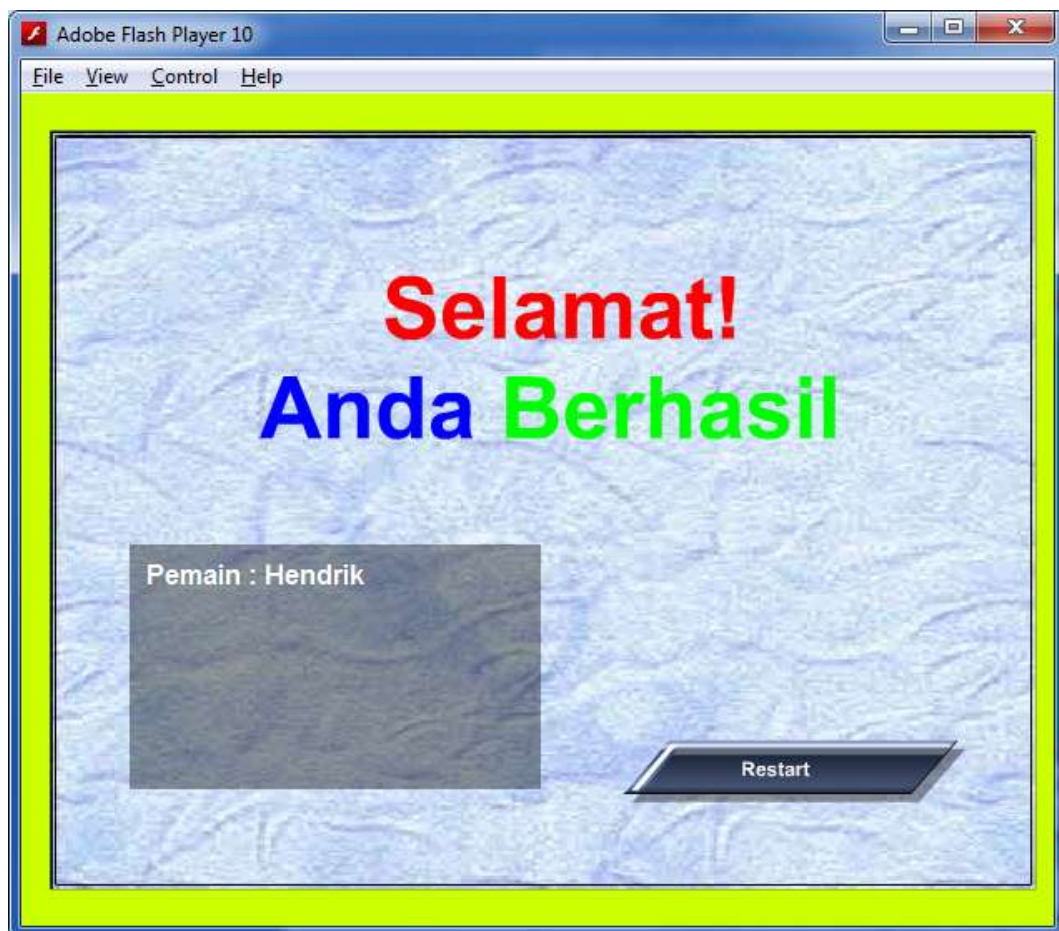 Adobe Flash Player 10
File View Control Help
Selamat!
Anda Berhasil
Pemain : Hendrik
Restart